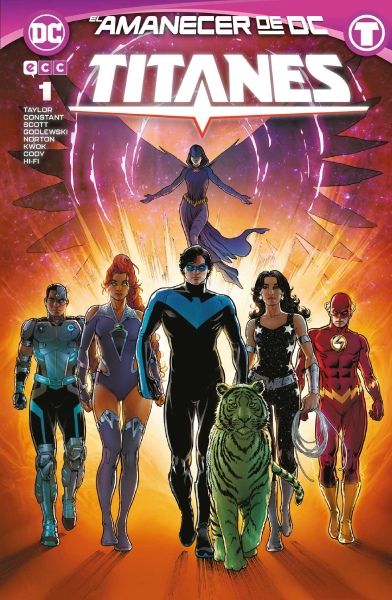 DC
EL AMANECER DE DC
T
ecc
TITANES
1
TAYLOR
CONSTANT
SCOTT
GODLEWSKI
NORTON
KWOK
CODY
HI-FI